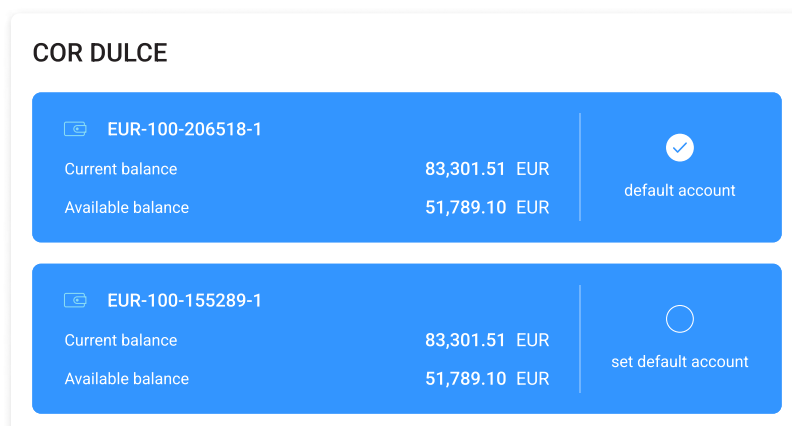 COR DULCE
EUR-100-206518-1
Current balance 83,301.51 EUR
Available balance 51,789.10 EUR
default account
EUR-100-155289-1
Current balance 83,301.51 EUR
Available balance 51,789.10 EUR
set default account